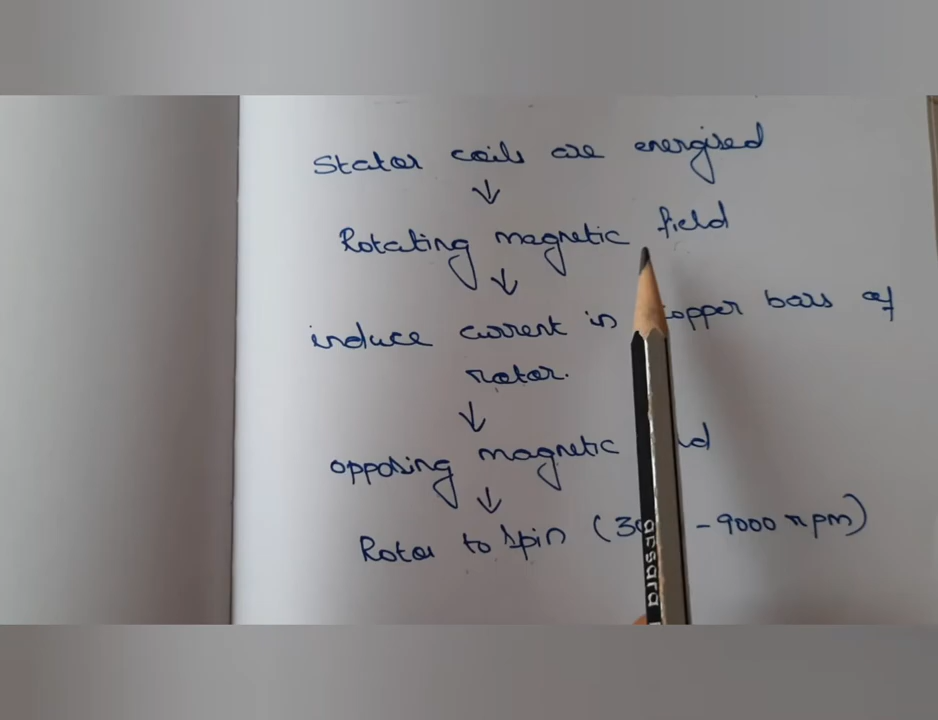 Stator coils are energised
↓
Rotating magnetic field
↓
induce current in copper bars of
rotor.
↓
opposing magnetic
↓
Rotor to spin ( - 9000 rpm)
apsara